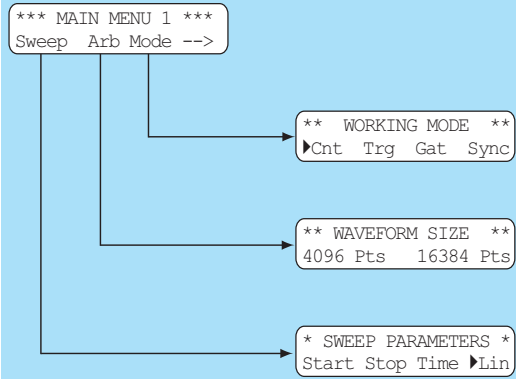 *** MAIN MENU 1 ***
Sweep Arb Mode -->
** WORKING MODE **
▶Cnt Trg Gat Sync
** WAVEFORM SIZE **
4096 Pts 16384 Pts
* SWEEP PARAMETERS *
Start Stop Time ▶Lin